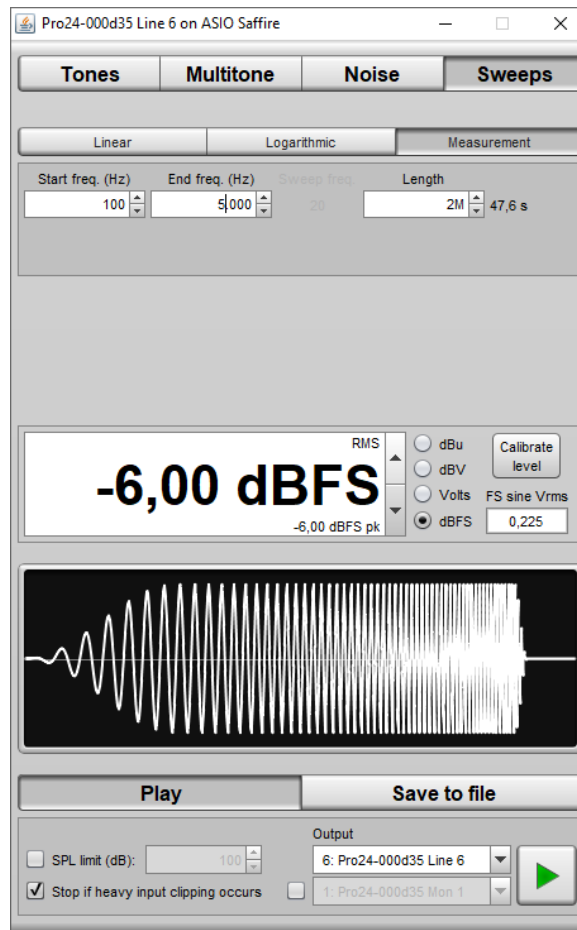 Pro24-000d35 Line 6 on ASIO Saffire
Tones Multitone Noise Sweeps
Linear Logarithmic Measurement
Start freq. (Hz) End freq. (Hz) Sweep freq. Length
100 5.000 20 2M 47,6 s
RMS
-6,00 dBFS
-6,00 dBFS pk
dBu
dBV
Volts
dBFS
Calibrate
level
FS sine Vrms
0,225
Play Save to file
Output
SPL limit (dB): 100 6: Pro24-000d35 Line 6
Stop if heavy input clipping occurs 1: Pro24-000d35 Mon 1